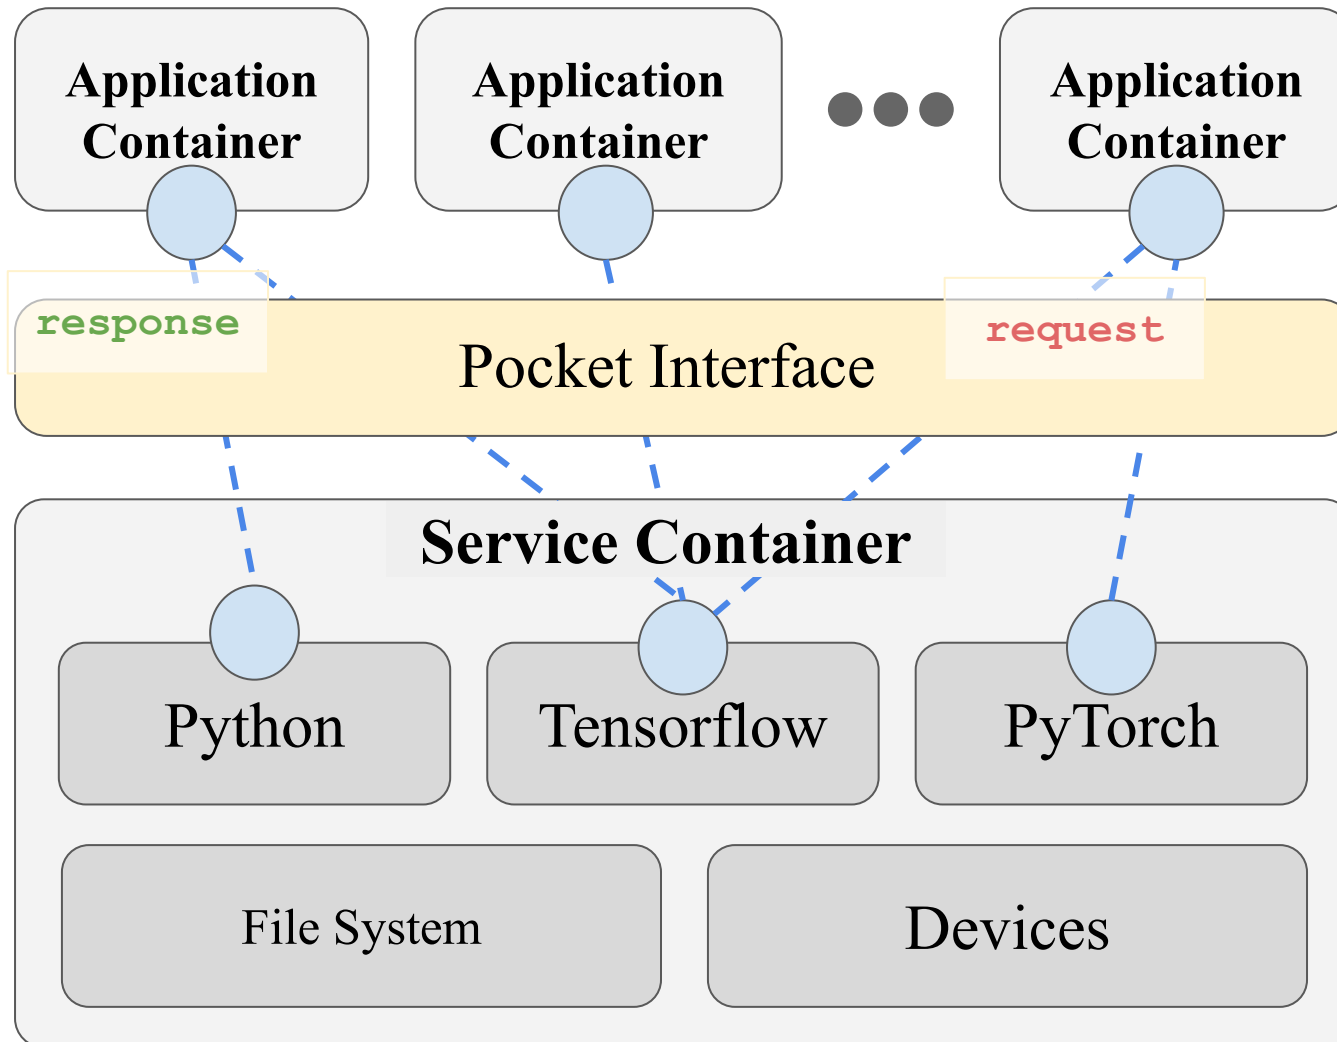 Application
Container
Application
Container
Application
Container
response
request
Pocket Interface
Service Container
Python
Tensorflow
PyTorch
File System
Devices